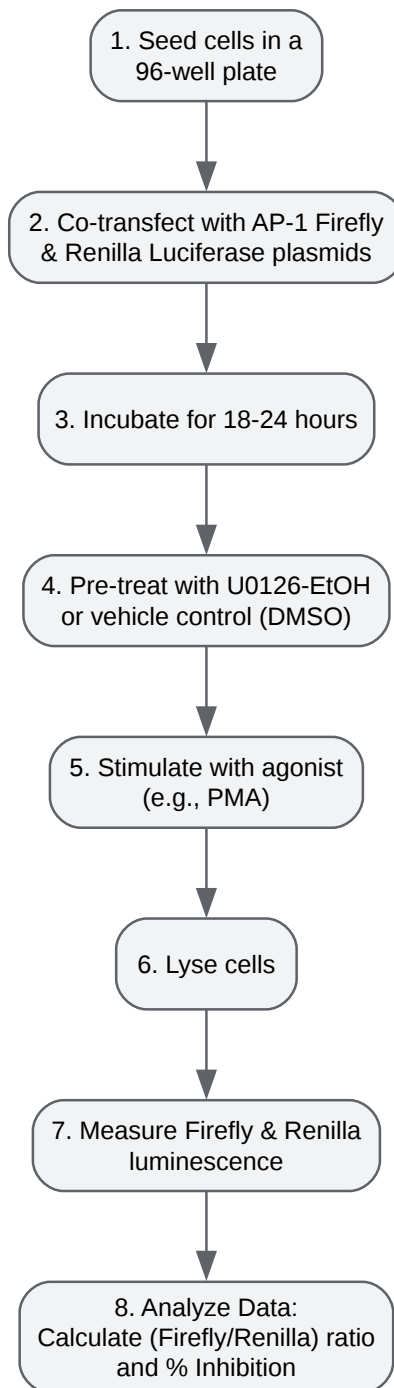 1. Seed cells in a
96-well plate
2. Co-transfect with AP-1 Firefly
& Renilla Luciferase plasmids
3. Incubate for 18-24 hours
4. Pre-treat with U0126-EtOH
or vehicle control (DMSO)
5. Stimulate with agonist
(e.g., PMA)
6. Lyse cells
7. Measure Firefly & Renilla
luminescence
8. Analyze Data:
Calculate (Firefly/Renilla) ratio
and % Inhibition